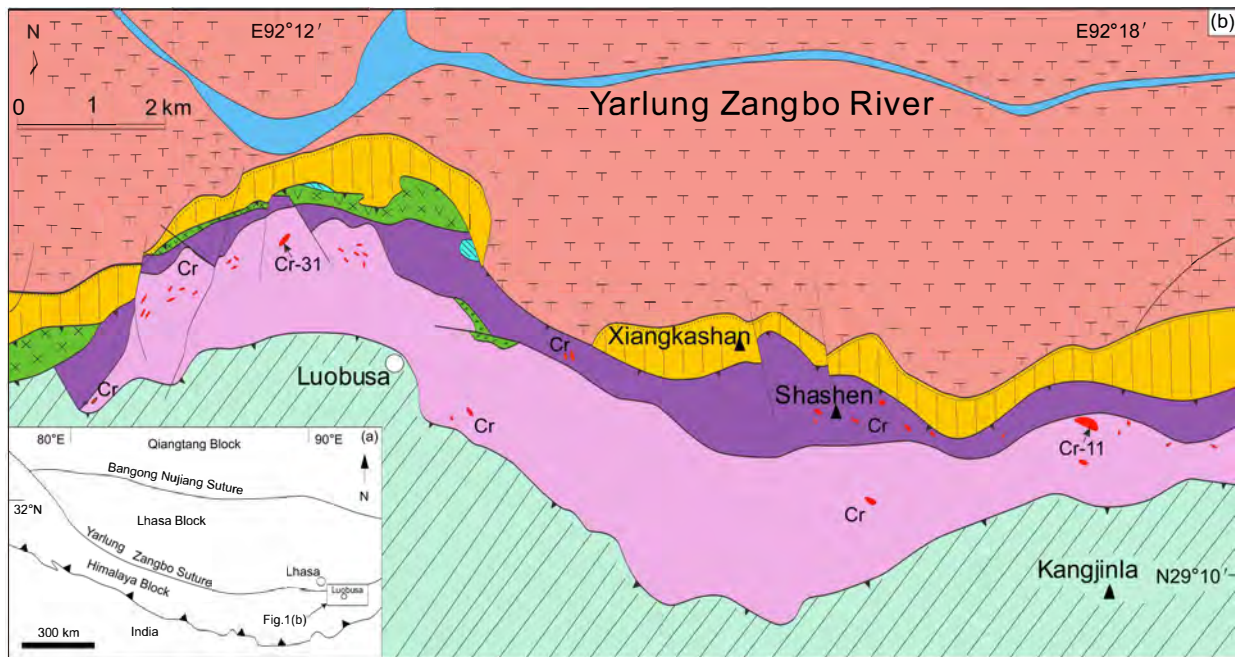 N
E92°12′
E92°18′
(b)
0 1 2 km
Yarlung Zangbo River
Cr
Cr-31
Xiangkashan
Cr
Luobusa
Shashen
Cr
Cr
Cr
Cr-11
Cr
Kangjinla
N29°10′
80°E
90°E
(a)
Qiangtang Block
Bangong Nujiang Suture
N
32°N
Lhasa Block
Yarlung Zangbo Suture
Lhasa
Himalaya Block
Luobusa
Fig.1(b)
India
300 km